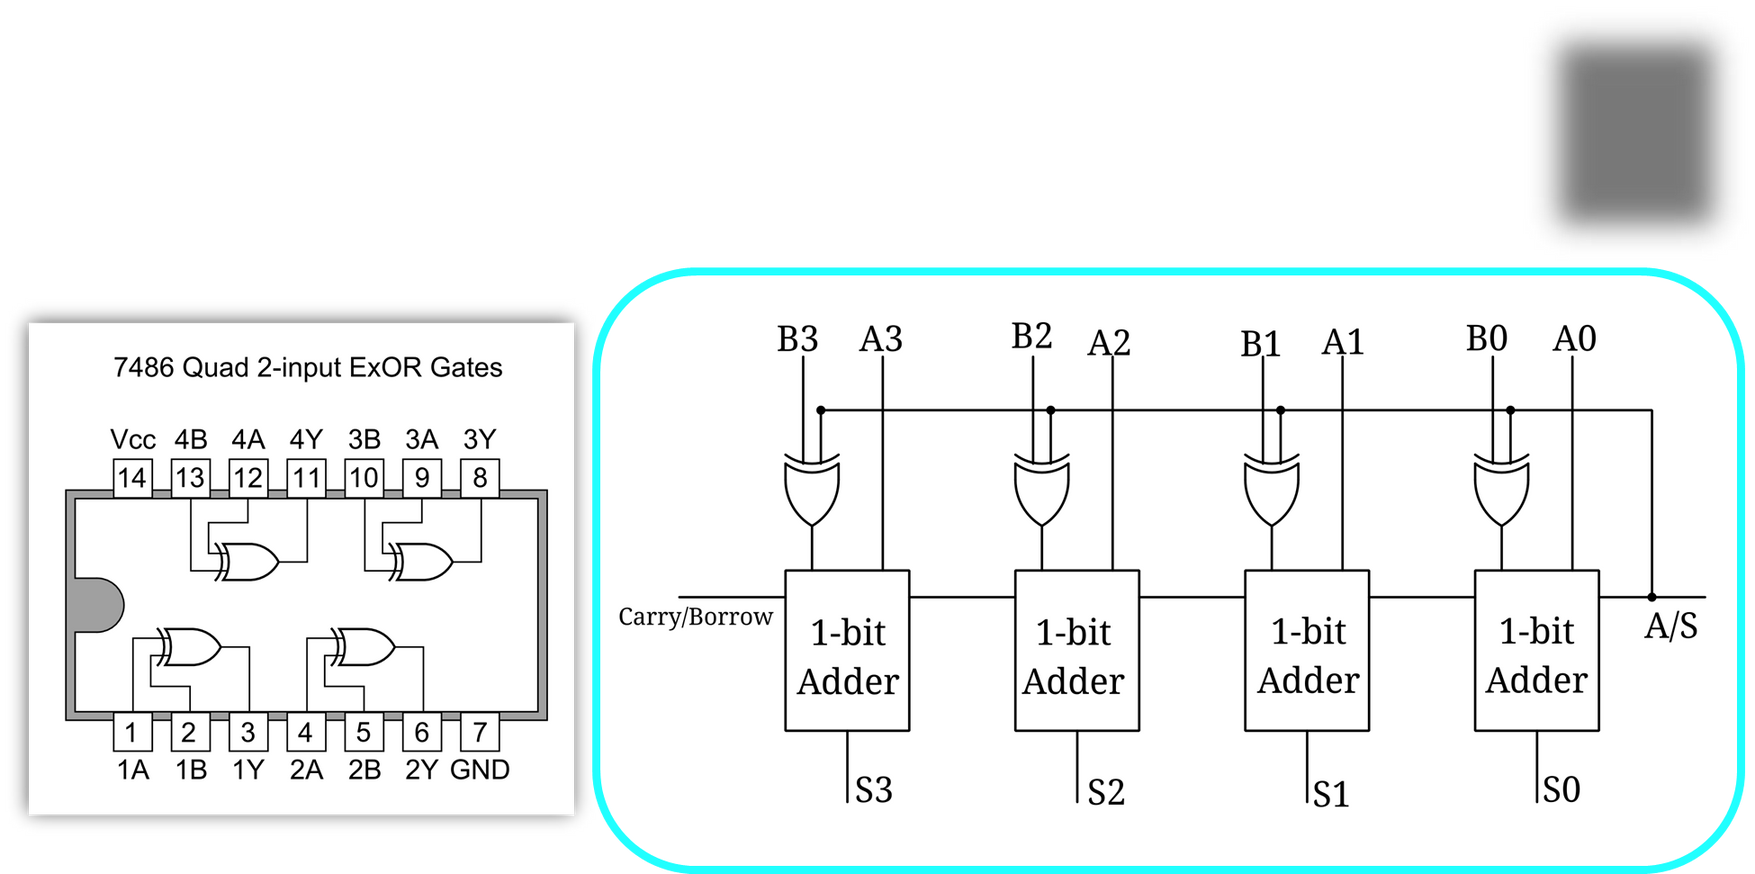 7486 Quad 2-input ExOR Gates
Vcc 4B 4A 4Y 3B 3A 3Y
14 13 12 11 10 9 8
1 2 3 4 5 6 7
1A 1B 1Y 2A 2B 2Y GND
B3 A3 B2 A2 B1 A1 B0 A0
Carry/Borrow
A/S
1-bit
Adder
1-bit
Adder
1-bit
Adder
1-bit
Adder
S3 S2 S1 S0